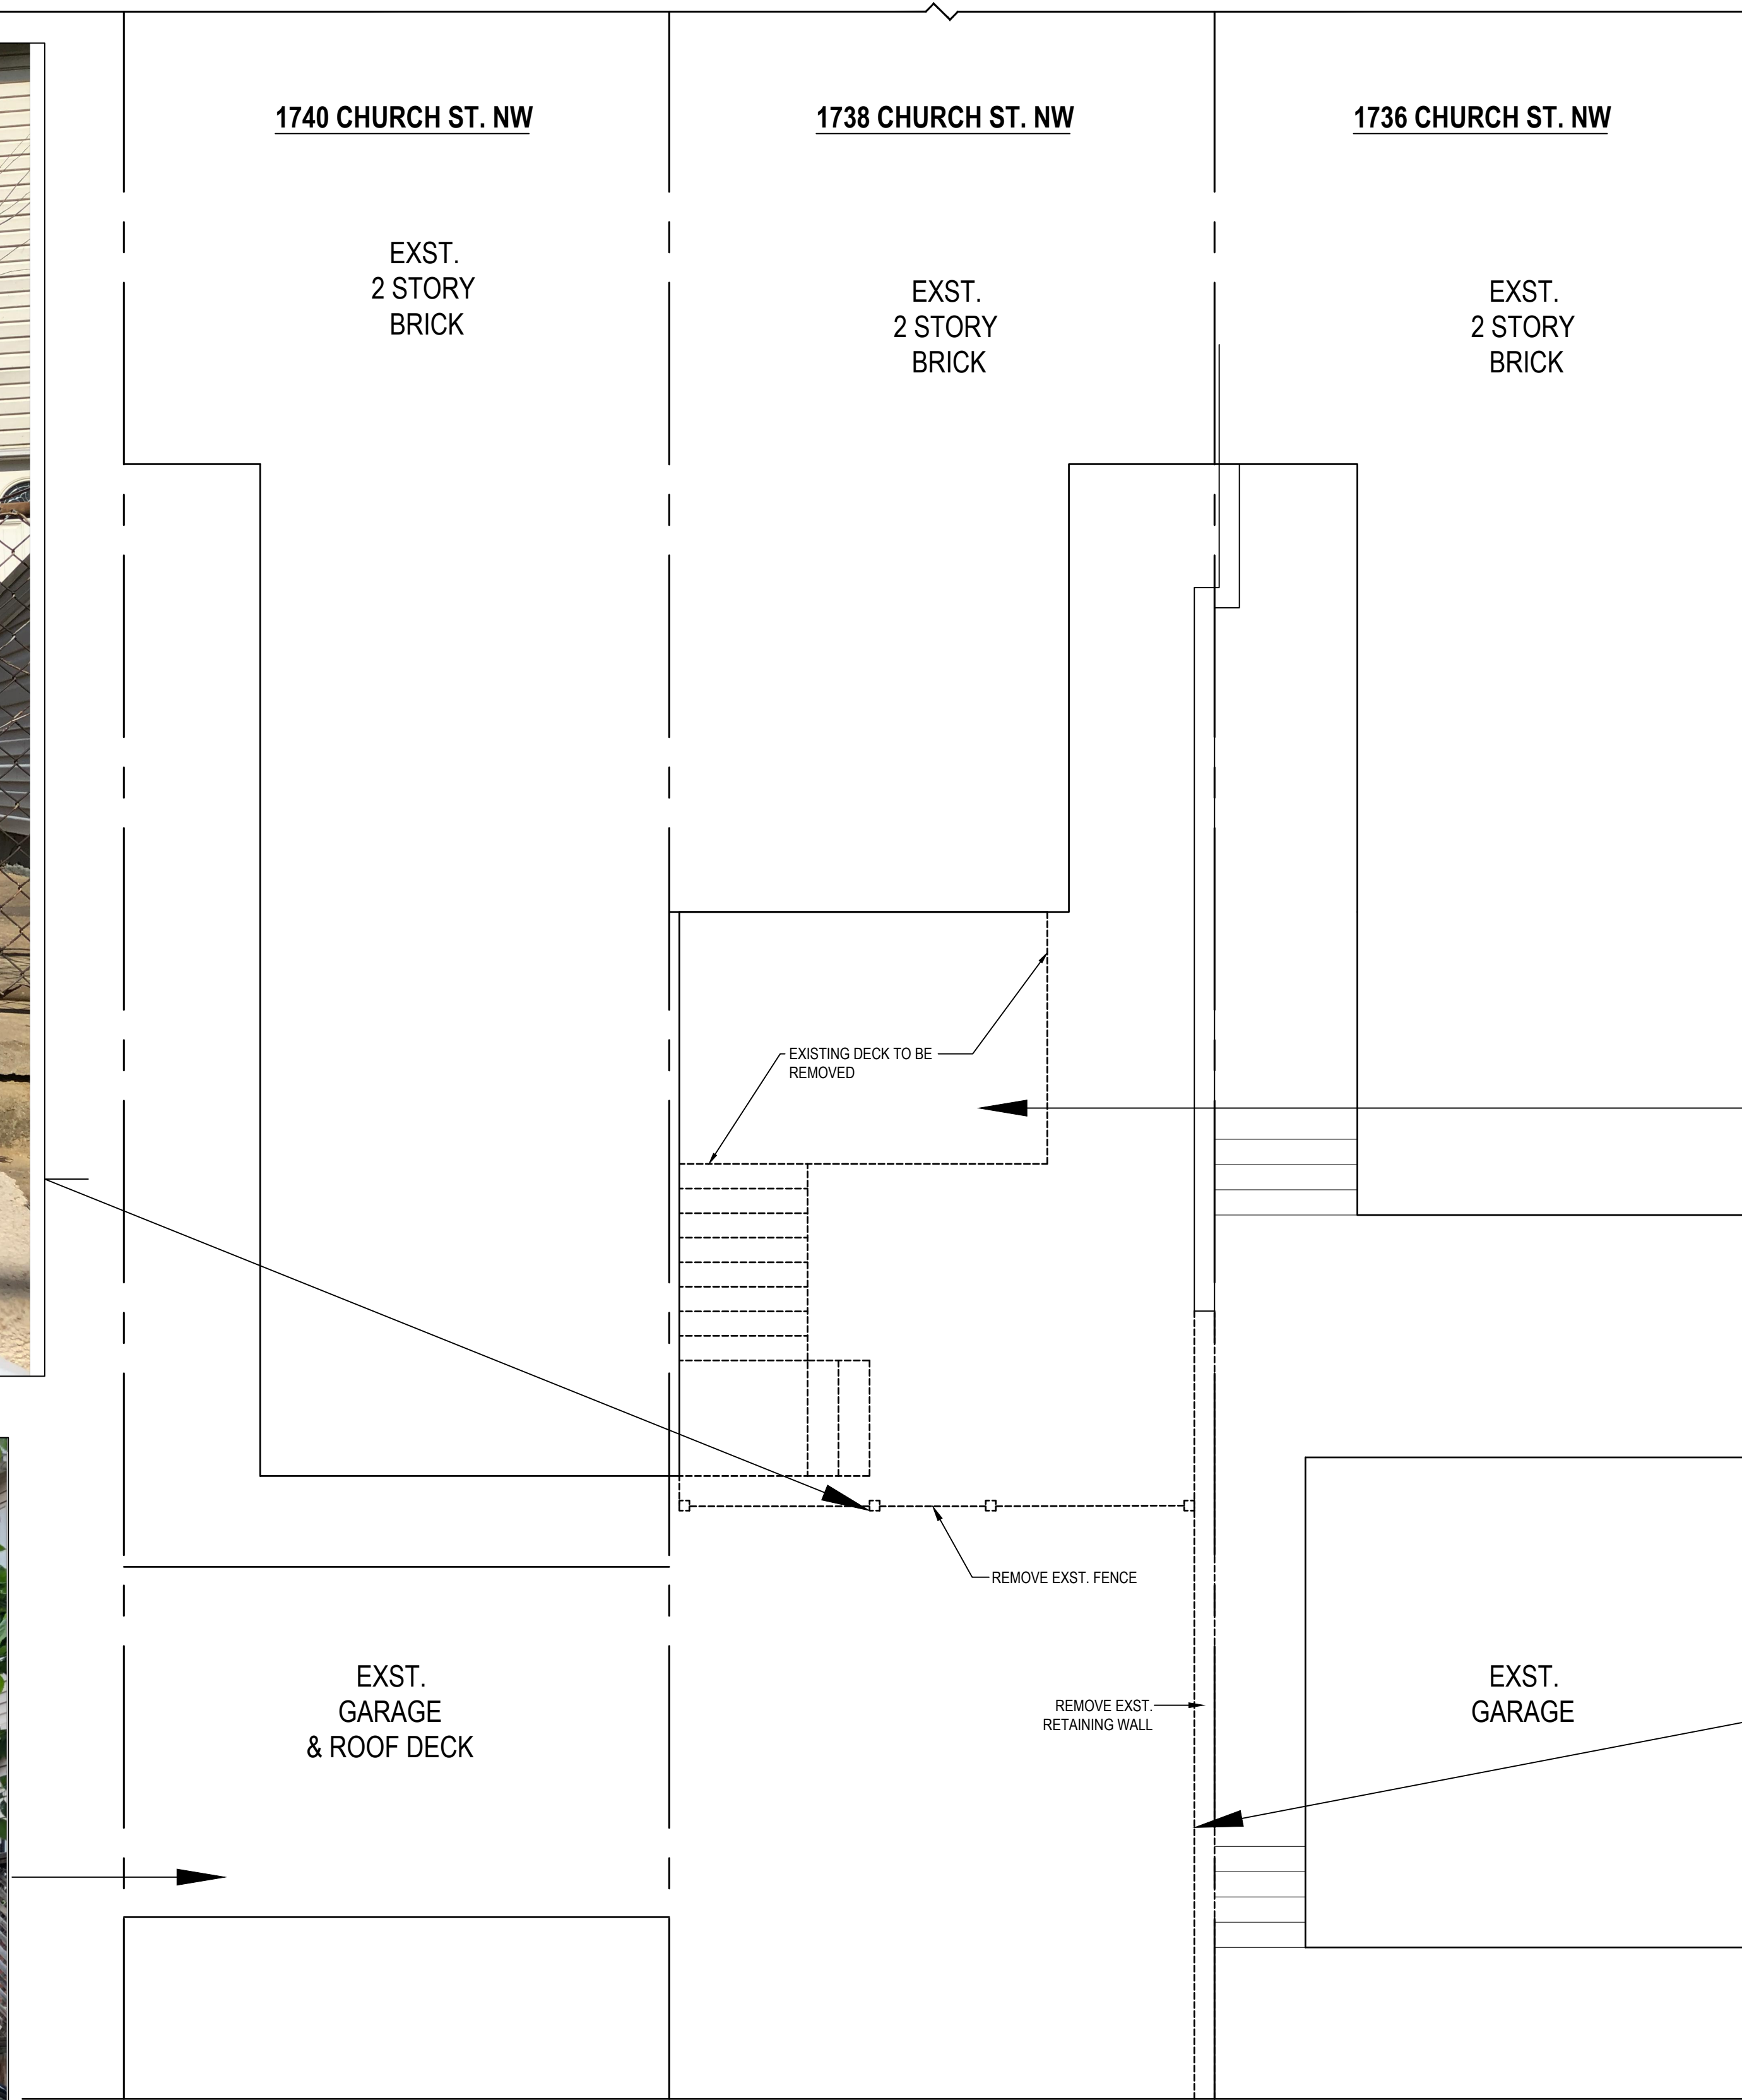 1740 CHURCH ST. NW
1738 CHURCH ST. NW
1736 CHURCH ST. NW
EXST.
2 STORY
BRICK
EXST.
2 STORY
BRICK
EXST.
2 STORY
BRICK
EXISTING DECK TO BE
REMOVED
REMOVE EXST. FENCE
EXST.
GARAGE
& ROOF DECK
REMOVE EXST.
RETAINING WALL
EXST.
GARAGE